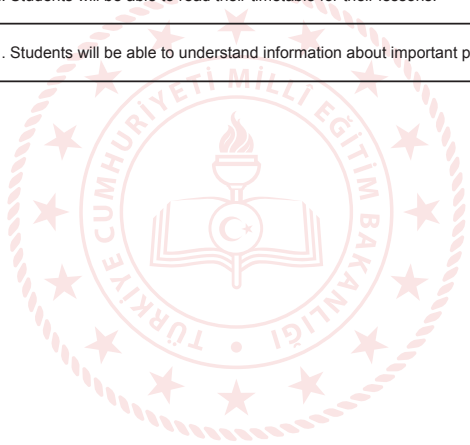 Students will be able to read their timetable for their lessons.
. Students will be able to understand information about important p
TÜRKİYE CUMHURİYETİ MİLLÎ EĞİTİM BAKANLIĞI